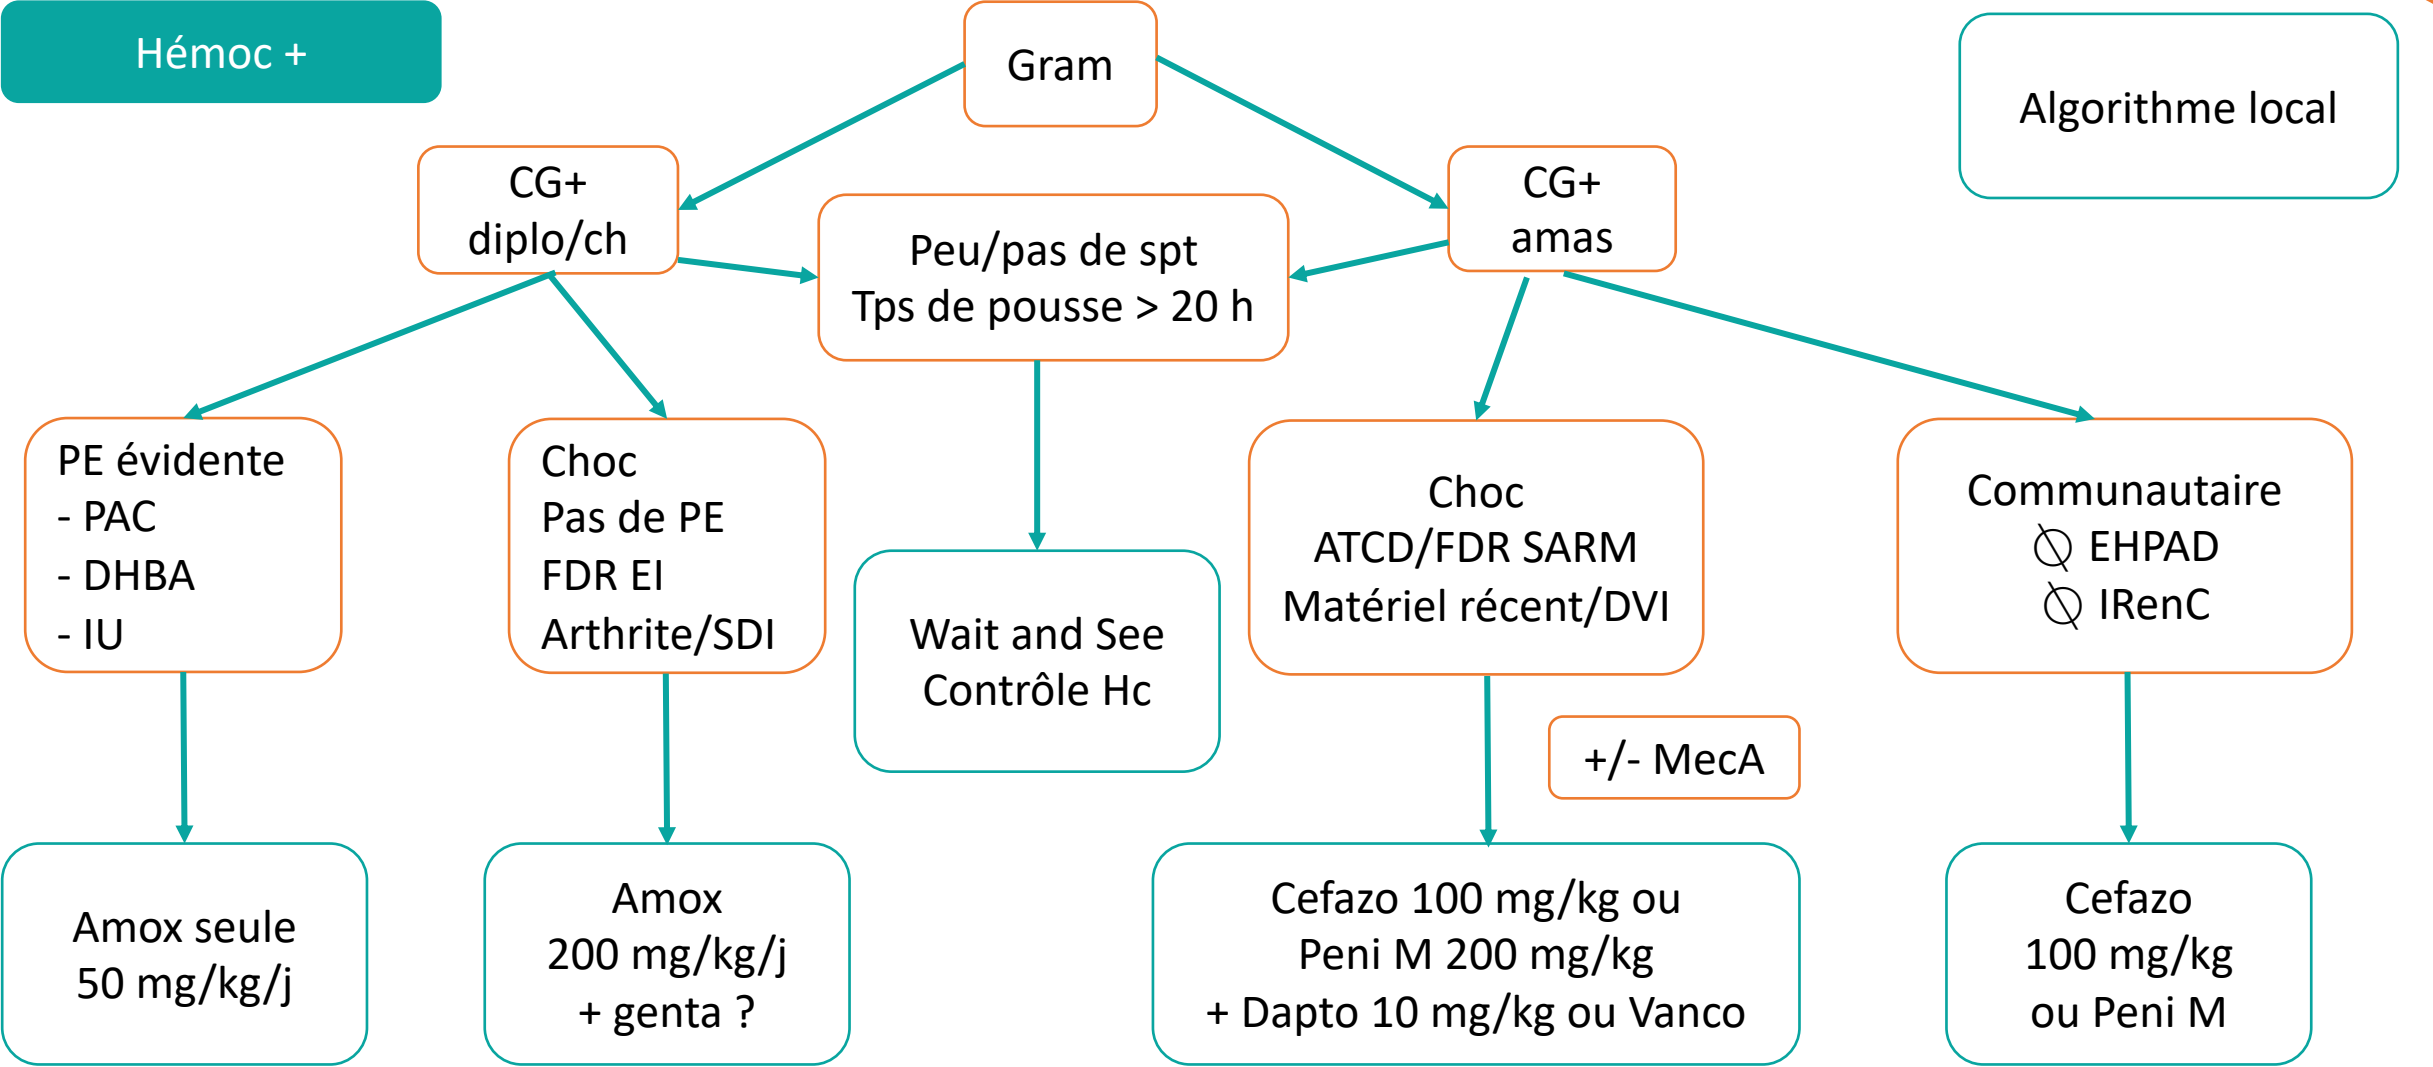 Hémoc +
Gram
Algorithme local
CG+
diplo/ch
Peu/pas de spt
Tps de pousse > 20 h
CG+
amas
PE évidente
- PAC
- DHBA
- IU
Choc
Pas de PE
FDR EI
Arthrite/SDI
Wait and See
Contrôle Hc
Choc
ATCD/FDR SARM
Matériel récent/DVI
Communautaire
⦰ EHPAD
⦰ IRenC
+/- MecA
Amox seule
50 mg/kg/j
Amox
200 mg/kg/j
+ genta ?
Cefazo 100 mg/kg ou
Peni M 200 mg/kg
+ Dapto 10 mg/kg ou Vanco
Cefazo
100 mg/kg
ou Peni M